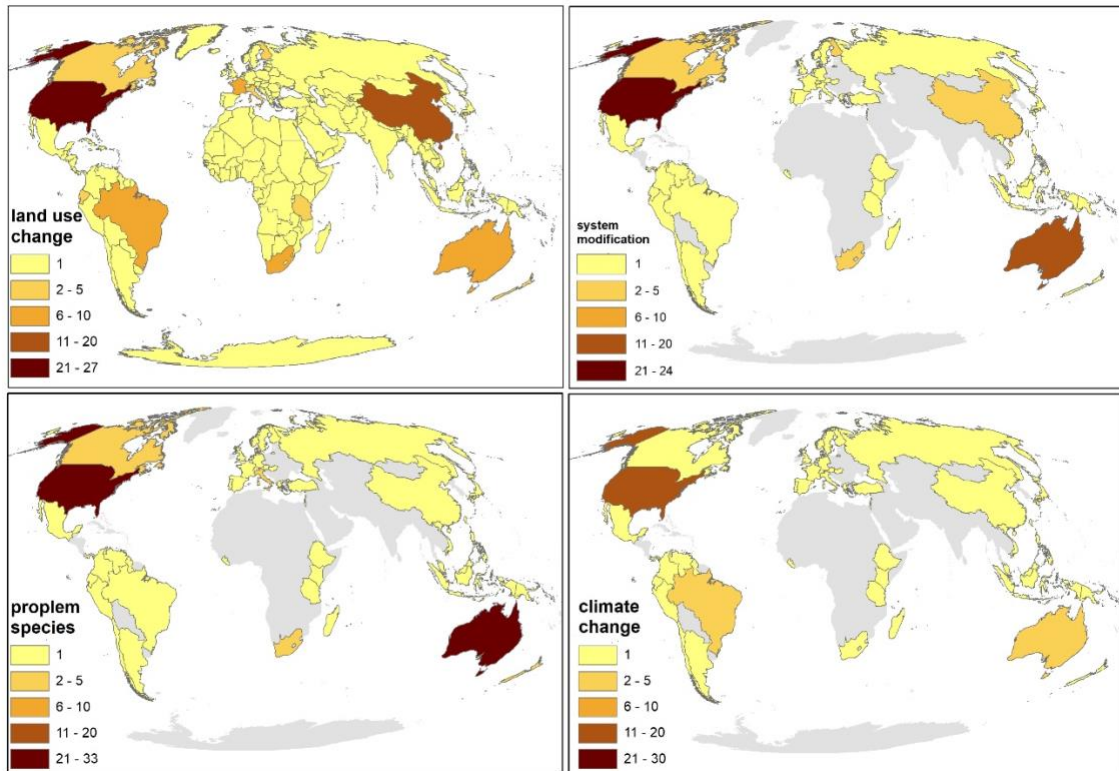 land use
change
1
2 - 5
6 - 10
11 - 20
21 - 27
system
modification
1
2 - 5
6 - 10
11 - 20
21 - 24
proplem
species
1
2 - 5
6 - 10
11 - 20
21 - 33
climate
change
1
2 - 5
6 - 10
11 - 20
21 - 30